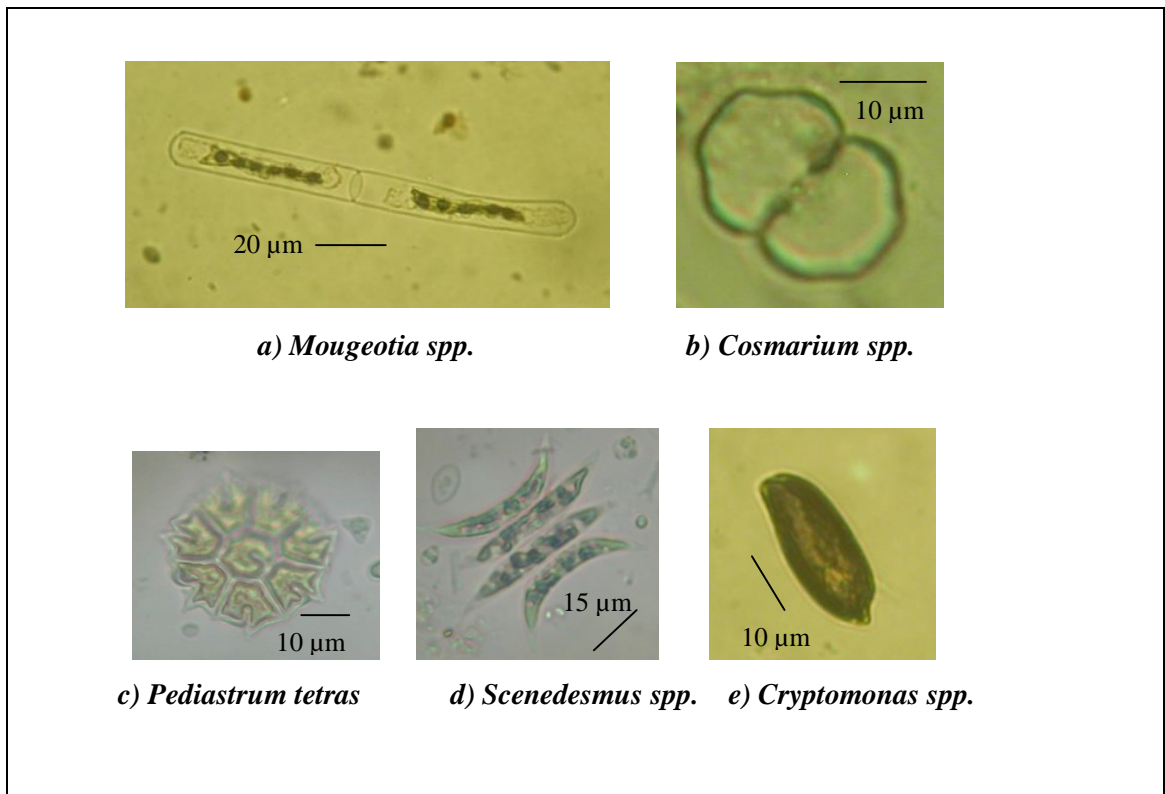 10 µm
20 µm
a) Mougeotia spp.
b) Cosmarium spp.
10 µm
15 µm
10 µm
c) Pediastrum tetras
d) Scenedesmus spp.
e) Cryptomonas spp.